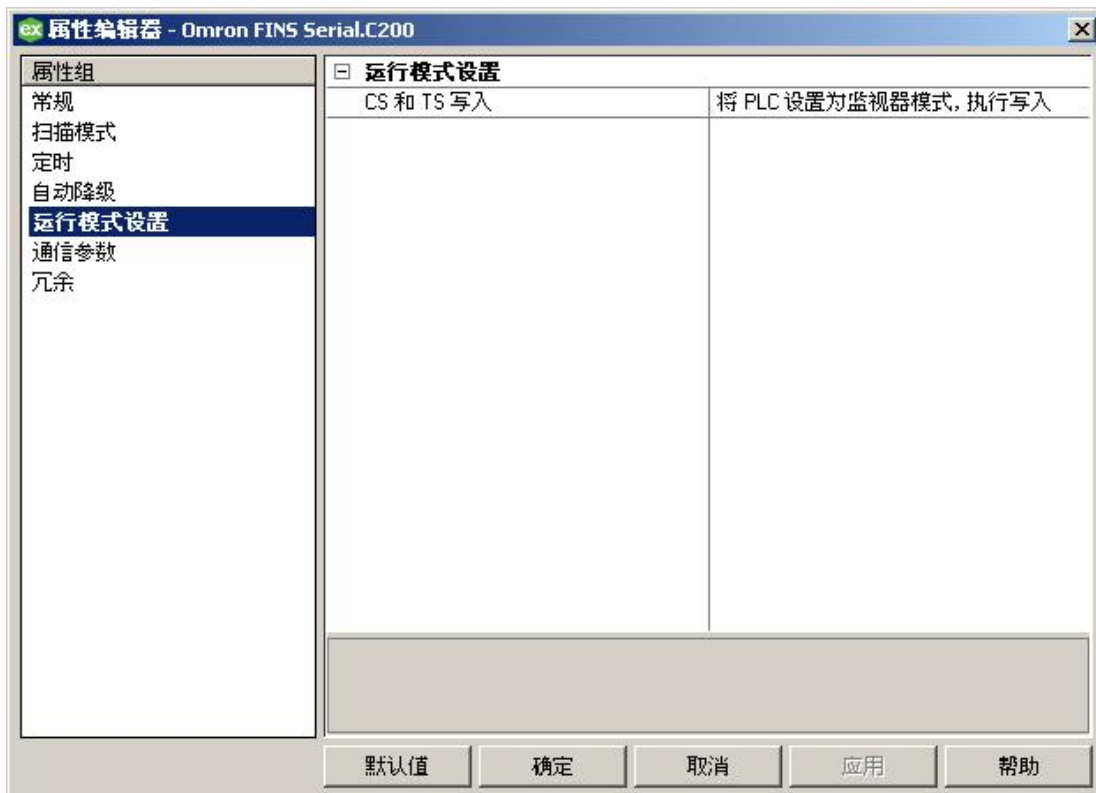 ex 属性编辑器 - Omron FINS Serial.C200
属性组
常规
扫描模式
定时
自动降级
运行模式设置
通信参数
冗余
运行模式设置
CS 和 TS 写入 将 PLC 设置为监视器模式, 执行写入
默认值 确定 取消 应用 帮助